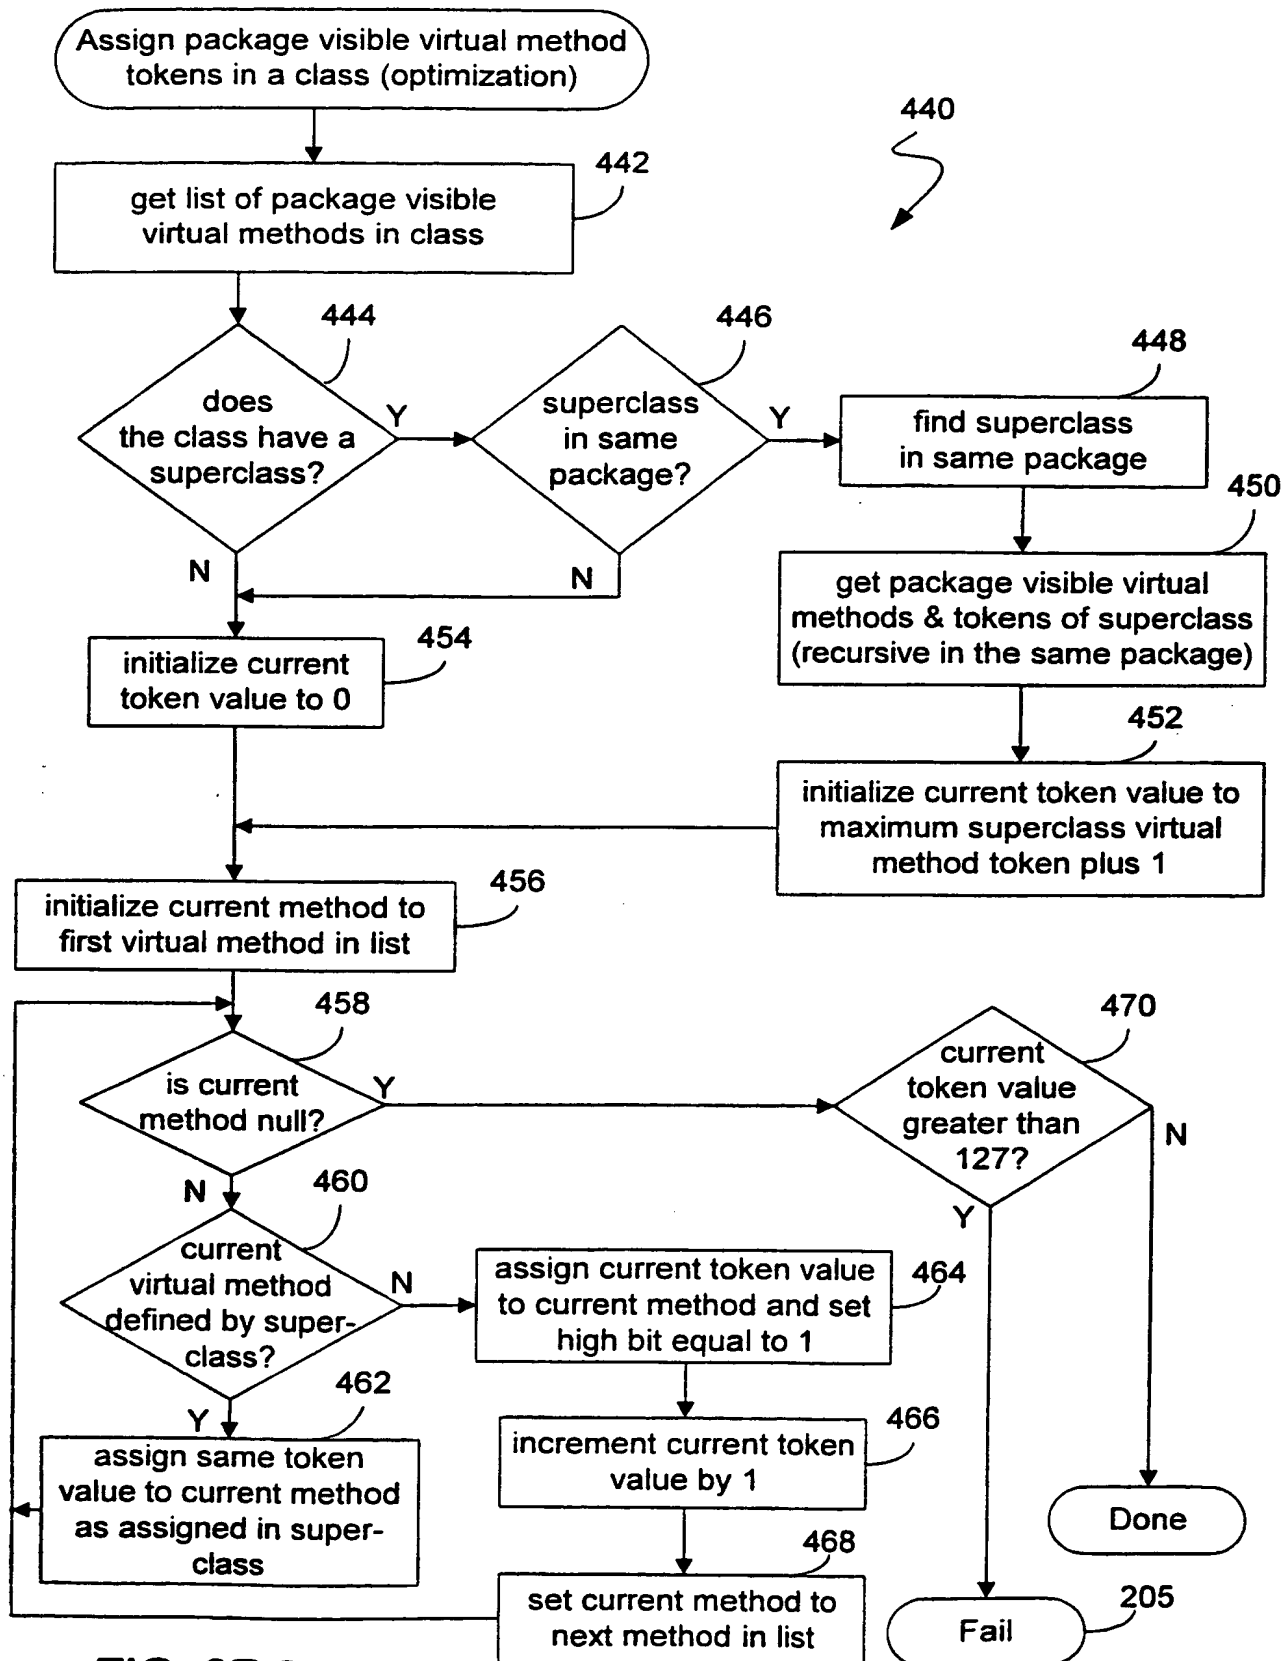 Assign package visible virtual method
tokens in a class (optimization)
440
442
get list of package visible
virtual methods in class
444
does
the class have a
superclass?
Y
N
446
superclass
in same
package?
Y
N
448
find superclass
in same package
450
get package visible virtual
methods & tokens of superclass
(recursive in the same package)
452
initialize current token value to
maximum superclass virtual
method token plus 1
454
initialize current
token value to 0
456
initialize current method to
first virtual method in list
458
is current
method null?
Y
N
470
current
token value
greater than
127?
N
Y
460
current
virtual method
defined by super-
class?
N
Y
462
assign same token
value to current method
as assigned in super-
class
464
assign current token value
to current method and set
high bit equal to 1
466
increment current token
value by 1
468
set current method to
next method in list
Done
Fail
205